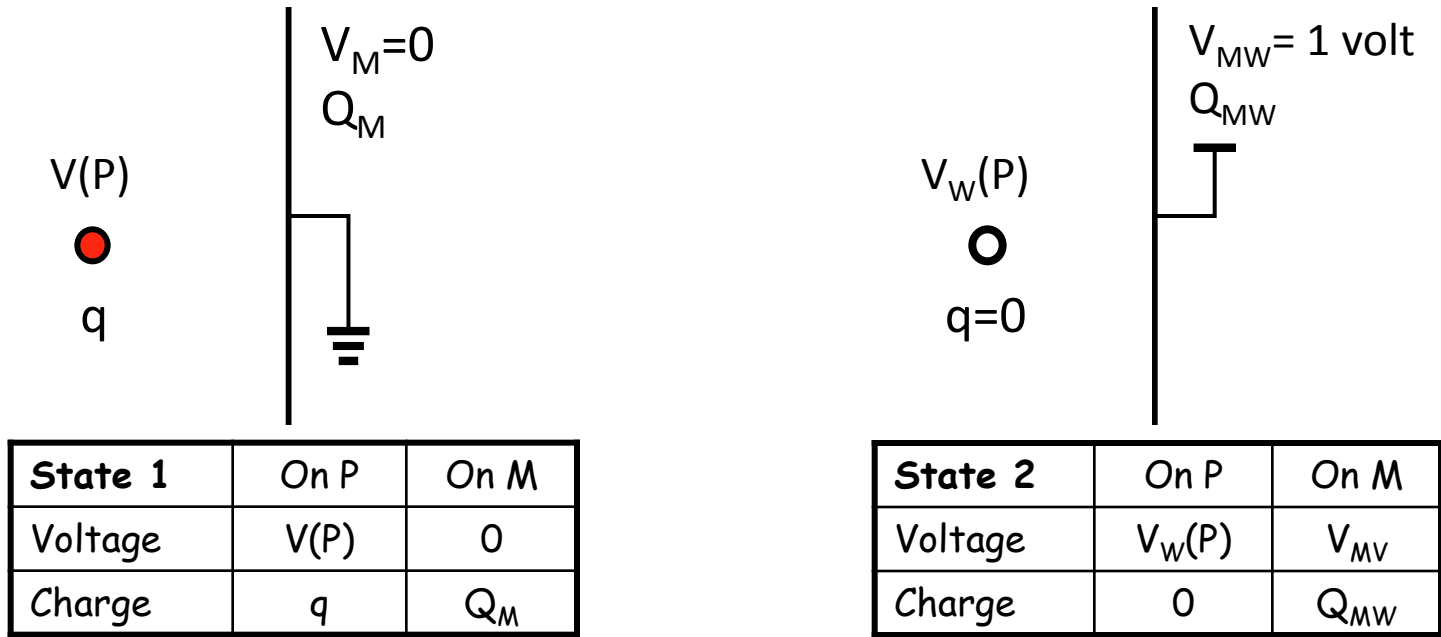 V_M=0
Q_M
V(P)
q
State 1 On P On M
Voltage V(P) 0
Charge q Q_M
V_MW= 1 volt
Q_MW
V_W(P)
q=0
State 2 On P On M
Voltage V_W(P) V_MV
Charge 0 Q_MW